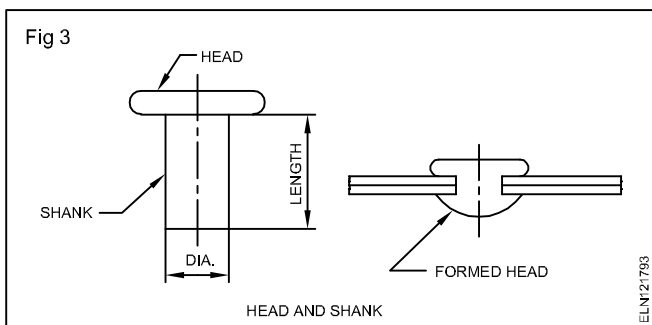 Fig 3
HEAD
LENGTH
SHANK
DIA.
FORMED HEAD
HEAD AND SHANK
ELN121793